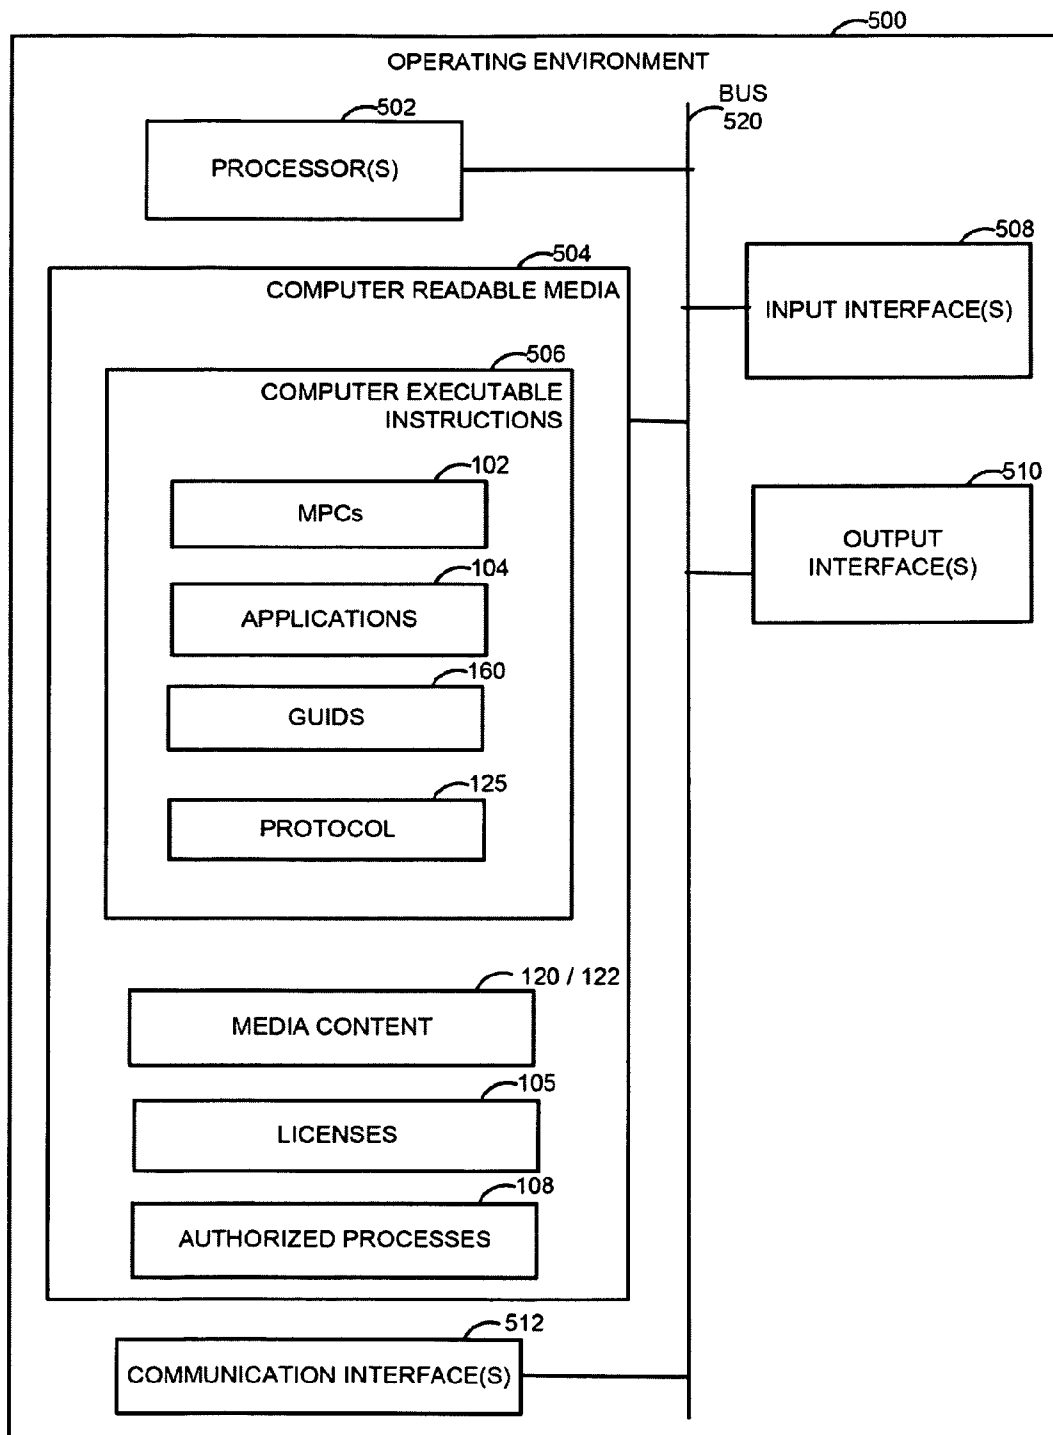 500
OPERATING ENVIRONMENT
BUS
520
502
PROCESSOR(S)
508
INPUT INTERFACE(S)
504
COMPUTER READABLE MEDIA
506
COMPUTER EXECUTABLE
INSTRUCTIONS
102
MPCs
510
OUTPUT
INTERFACE(S)
104
APPLICATIONS
160
GUIDS
125
PROTOCOL
120 / 122
MEDIA CONTENT
105
LICENSES
108
AUTHORIZED PROCESSES
512
COMMUNICATION INTERFACE(S)